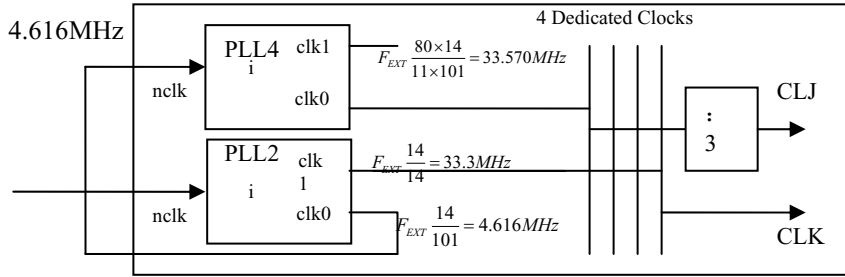 4 Dedicated Clocks
4.616MHz
PLL4
i
clk1
nclk
clk0
F_EXT (80×14)/(11×101) = 33.570MHz
CLJ
:
3
PLL2
i
clk
1
nclk
clk0
F_EXT 14/14 = 33.3MHz
F_EXT 14/101 = 4.616MHz
CLK